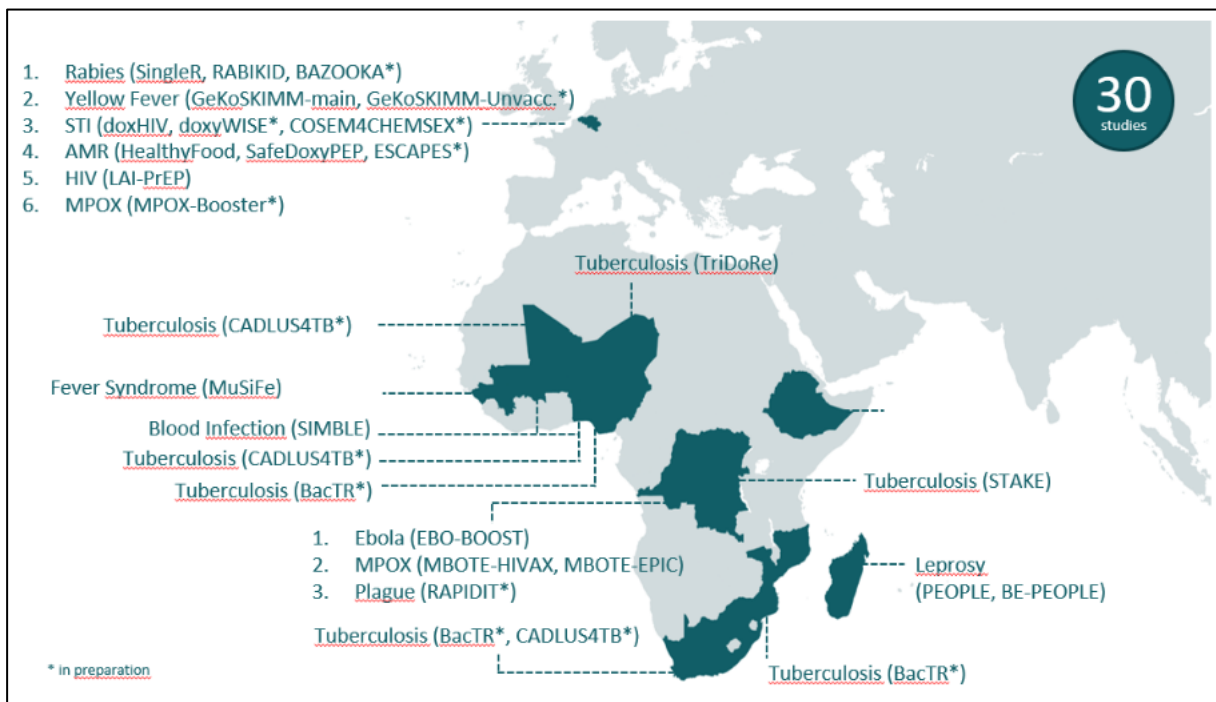 1. Rabies (SingleR, RABIKID, BAZOOKA*)
2. Yellow Fever (GeKoSKIMM-main, GeKoSKIMM-Unvacc.*)
3. STI (doxHIV, doxyWISE*, COSEM4CHEMSEX*)
4. AMR (HealthyFood, SafeDoxyPEP, ESCAPES*)
5. HIV (LAI-PrEP)
6. MPOX (MPOX-Booster*)
30
studies
Tuberculosis (TriDoRe)
Tuberculosis (CADLUS4TB*)
Fever Syndrome (MuSiFe)
Blood Infection (SIMBLE)
Tuberculosis (CADLUS4TB*)
Tuberculosis (BacTR*)
Tuberculosis (STAKE)
1. Ebola (EBO-BOOST)
2. MPOX (MBOTE-HIVAX, MBOTE-EPIC)
3. Plague (RAPIDIT*)
Leprosy
(PEOPLE, BE-PEOPLE)
Tuberculosis (BacTR*, CADLUS4TB*)
Tuberculosis (BacTR*)
* in preparation